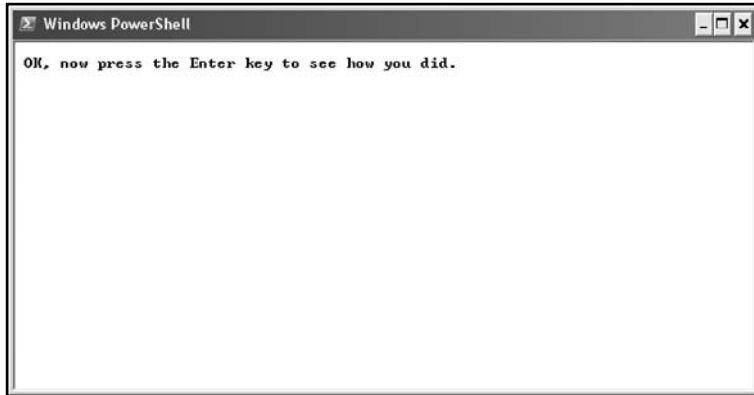 Windows PowerShell
OK, now press the Enter key to see how you did.